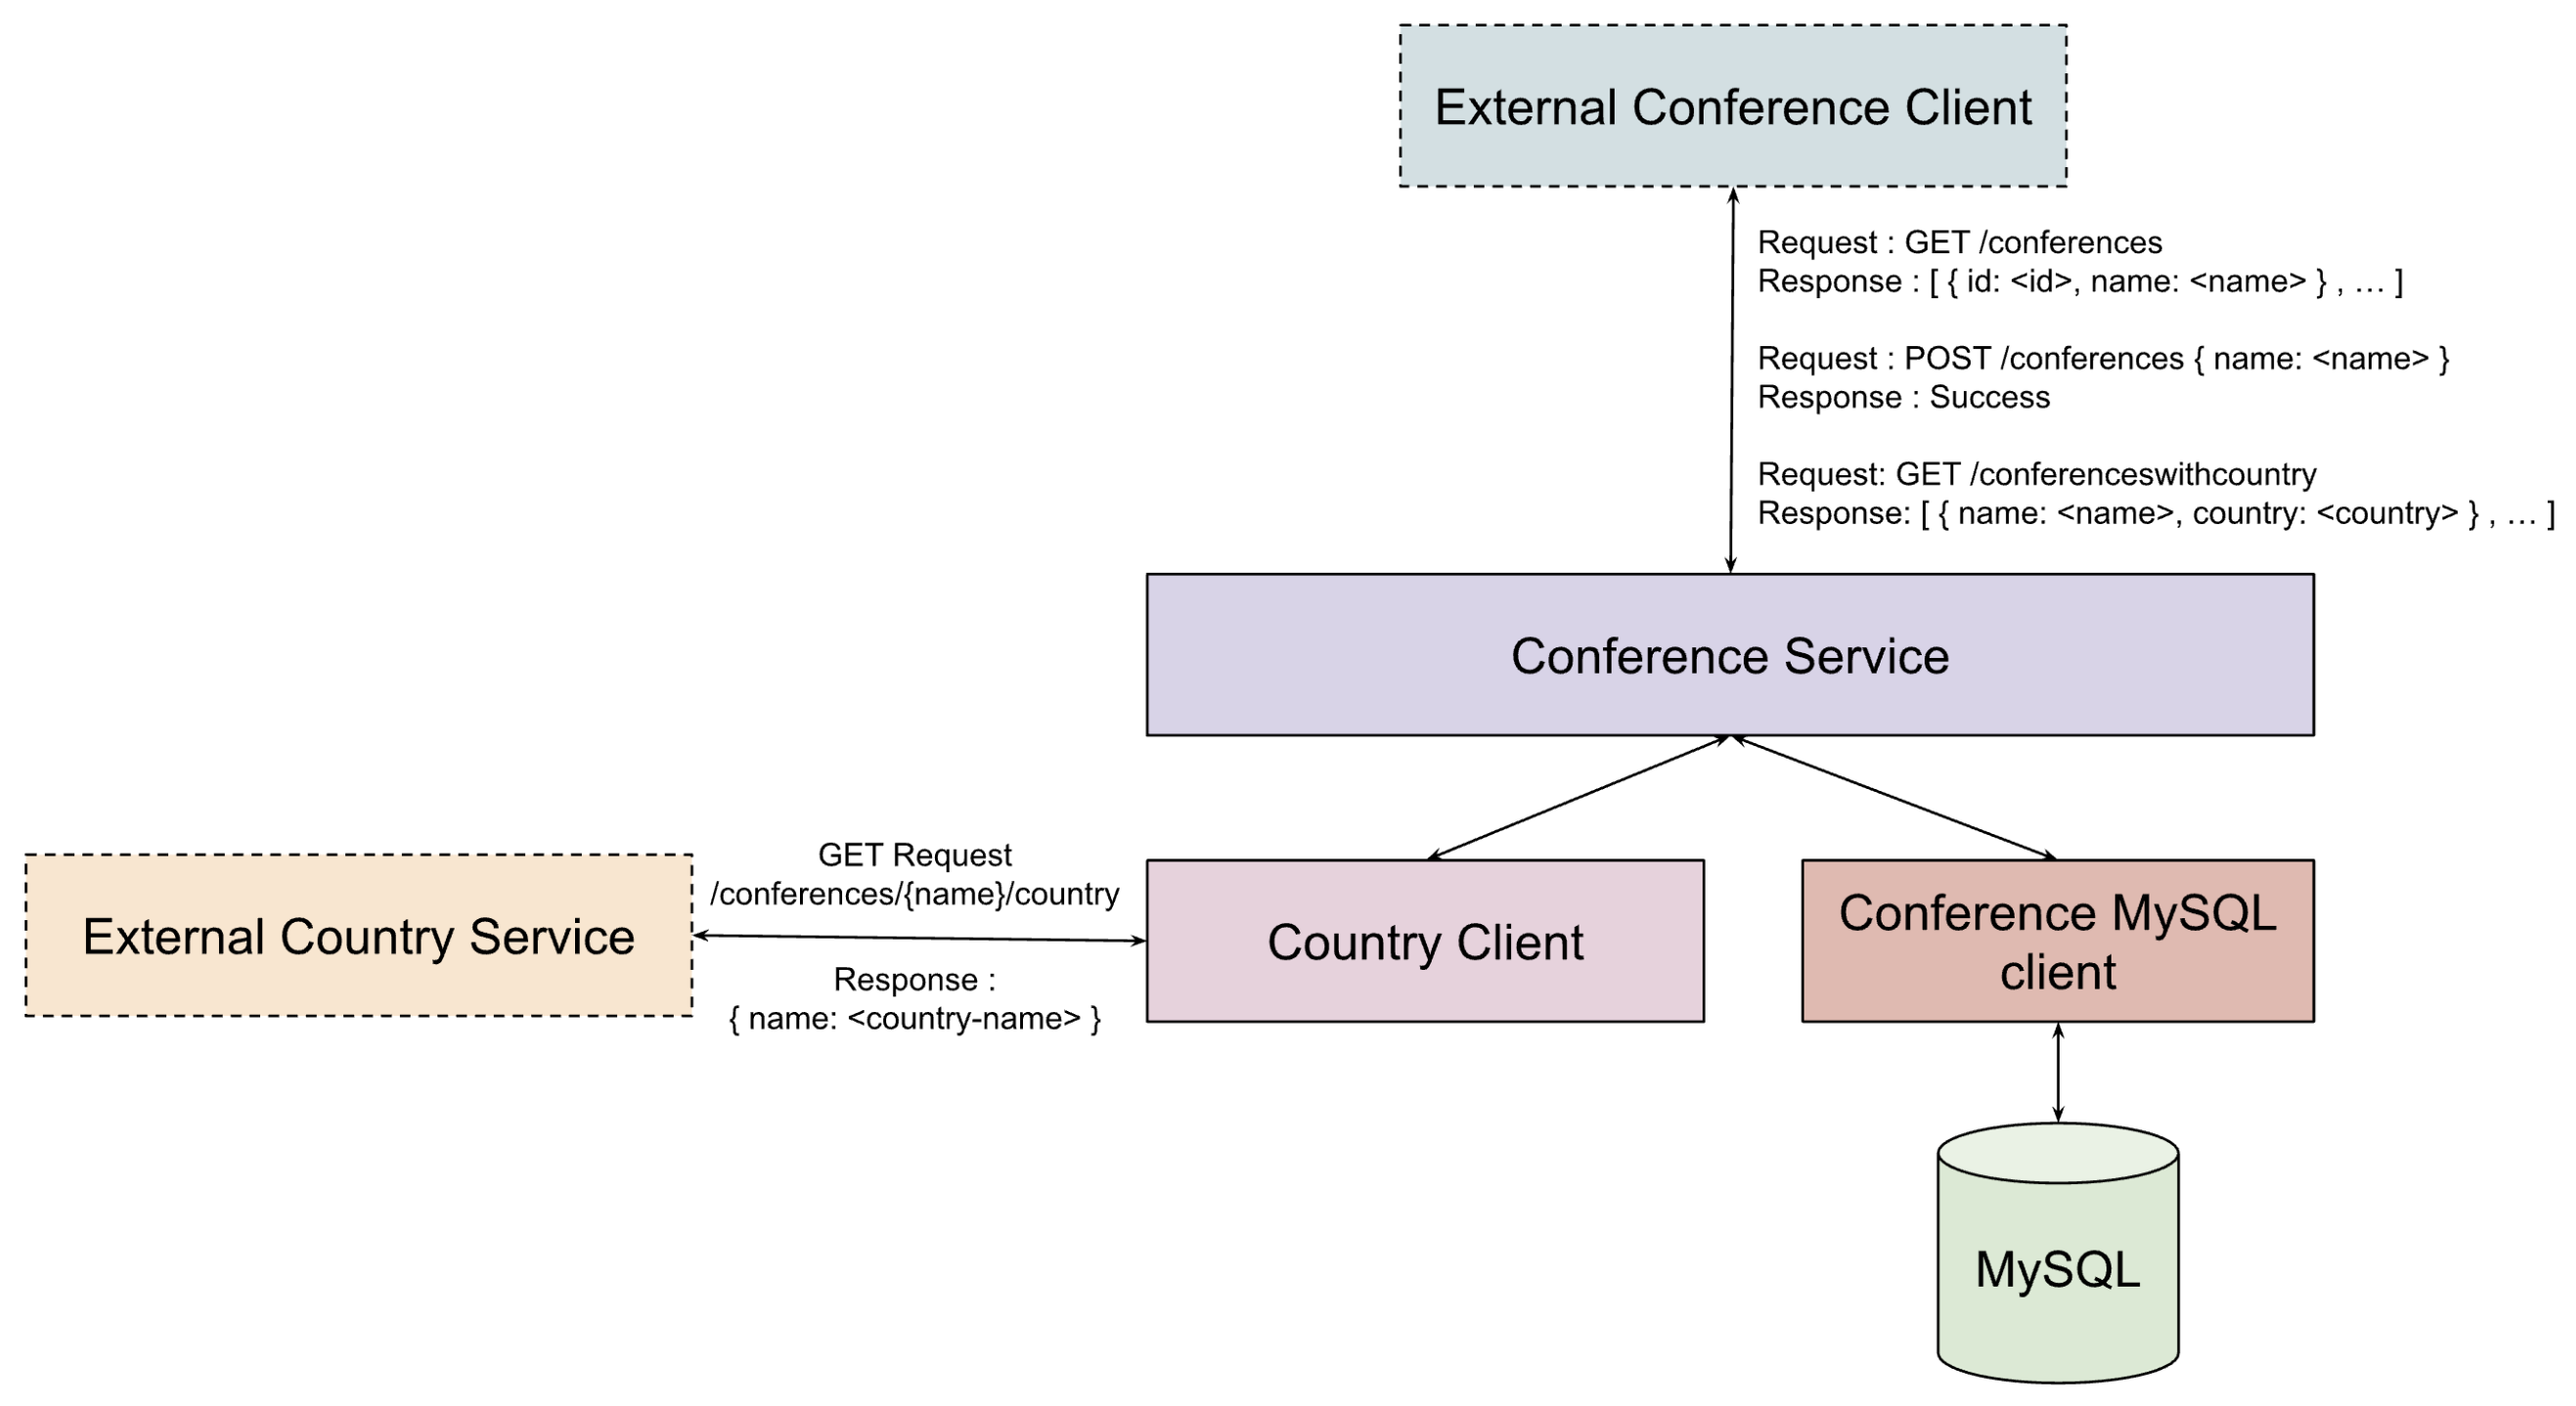 External Conference Client
Request : GET /conferences
Response : [ { id: <id>, name: <name> } , … ]
Request : POST /conferences { name: <name> }
Response : Success
Request: GET /conferenceswithcountry
Response: [ { name: <name>, country: <country> } , … ]
Conference Service
External Country Service
GET Request
/conferences/{name}/country
Response :
{ name: <country-name> }
Country Client
Conference MySQL
client
MySQL